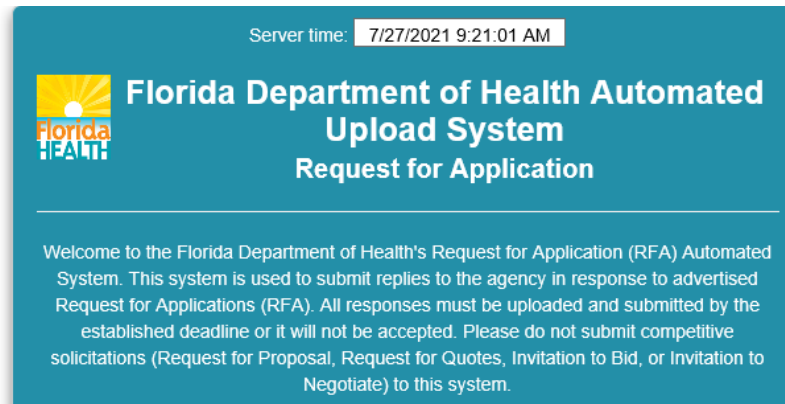 Server time: 7/27/2021 9:21:01 AM
Florida Department of Health Automated
Upload System
Florida
HEALTH
Request for Application
Welcome to the Florida Department of Health's Request for Application (RFA) Automated
System. This system is used to submit replies to the agency in response to advertised
Request for Applications (RFA). All responses must be uploaded and submitted by the
established deadline or it will not be accepted. Please do not submit competitive
solicitations (Request for Proposal, Request for Quotes, Invitation to Bid, or Invitation to
Negotiate) to this system.